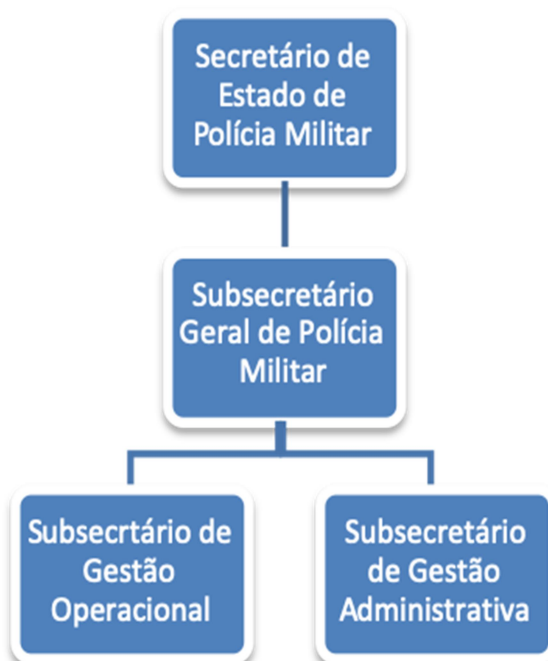 Secretário de
Estado de
Polícia Militar
Subsecretário
Geral de Polícia
Militar
Subsecrtário de
Gestão
Operacional
Subsecretário
de Gestão
Administrativa